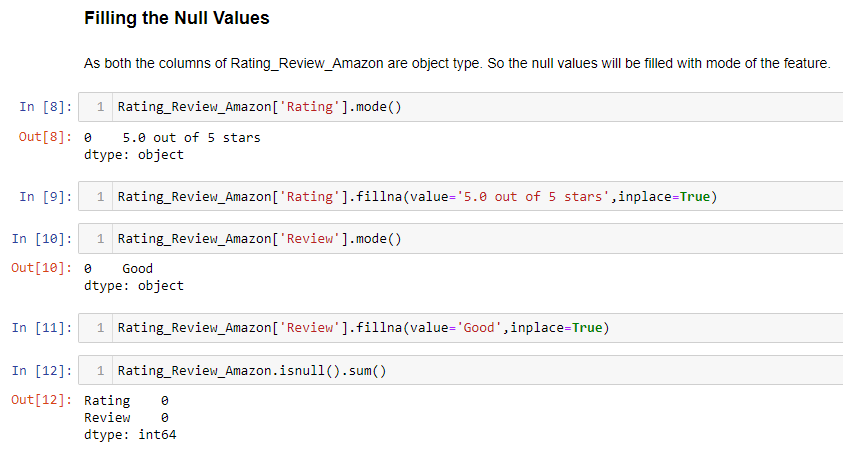 Filling the Null Values
As both the columns of Rating_Review_Amazon are object type. So the null values will be filled with mode of the feature.
In [8]: 1 Rating_Review_Amazon['Rating'].mode()
Out[8]: 0    5.0 out of 5 stars
dtype: object
In [9]: 1 Rating_Review_Amazon['Rating'].fillna(value='5.0 out of 5 stars',inplace=True)
In [10]: 1 Rating_Review_Amazon['Review'].mode()
Out[10]: 0    Good
dtype: object
In [11]: 1 Rating_Review_Amazon['Review'].fillna(value='Good',inplace=True)
In [12]: 1 Rating_Review_Amazon.isnull().sum()
Out[12]: Rating    0
Review    0
dtype: int64